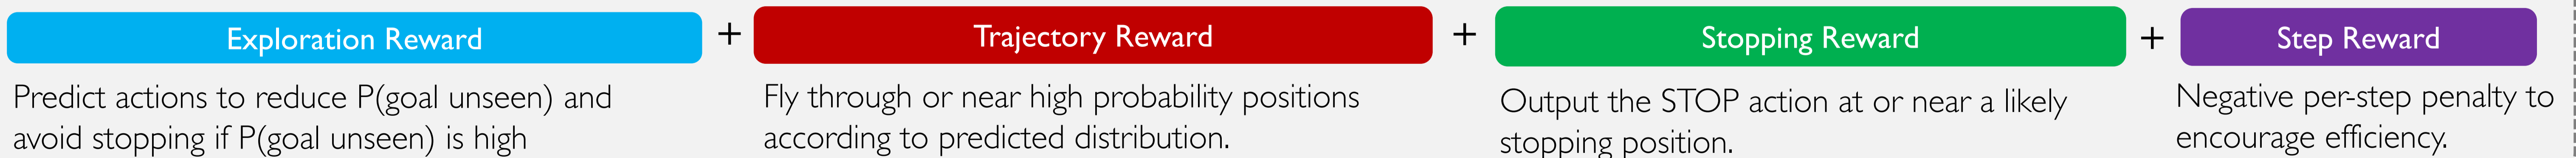 Exploration Reward + Trajectory Reward + Stopping Reward + Step Reward
Predict actions to reduce P(goal unseen) and
avoid stopping if P(goal unseen) is high
Fly through or near high probability positions
according to predicted distribution.
Output the STOP action at or near a likely
stopping position.
Negative per-step penalty to
encourage efficiency.